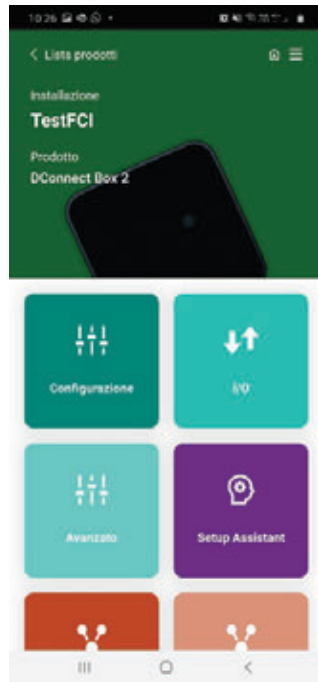 10:26
Lista prodotti
Installazione
TestFCI
Prodotto
DConnect Box 2
Configurazione
I/O
Avanzato
Setup Assistant